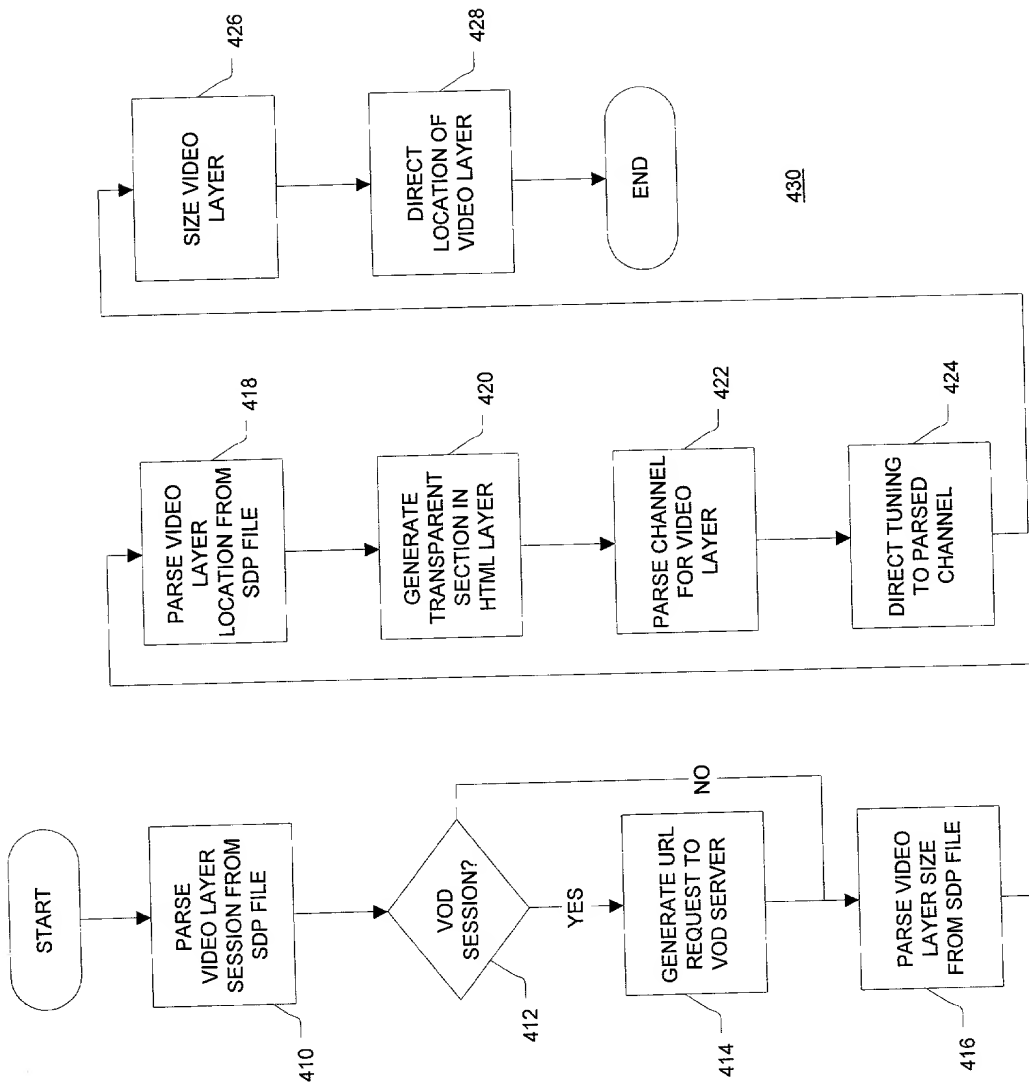 START
PARSE
VIDEO LAYER
SESSION FROM
SDP FILE
410
VOD
SESSION?
412
YES
NO
GENERATE URL
REQUEST TO
VOD SERVER
414
PARSE VIDEO
LAYER SIZE
FROM SDP FILE
416
PARSE VIDEO
LAYER
LOCATION FROM
SDP FILE
418
GENERATE
TRANSPARENT
SECTION IN
HTML LAYER
420
PARSE CHANNEL
FOR VIDEO
LAYER
422
DIRECT TUNING
TO PARSED
CHANNEL
424
SIZE VIDEO
LAYER
426
DIRECT
LOCATION OF
VIDEO LAYER
428
END
430